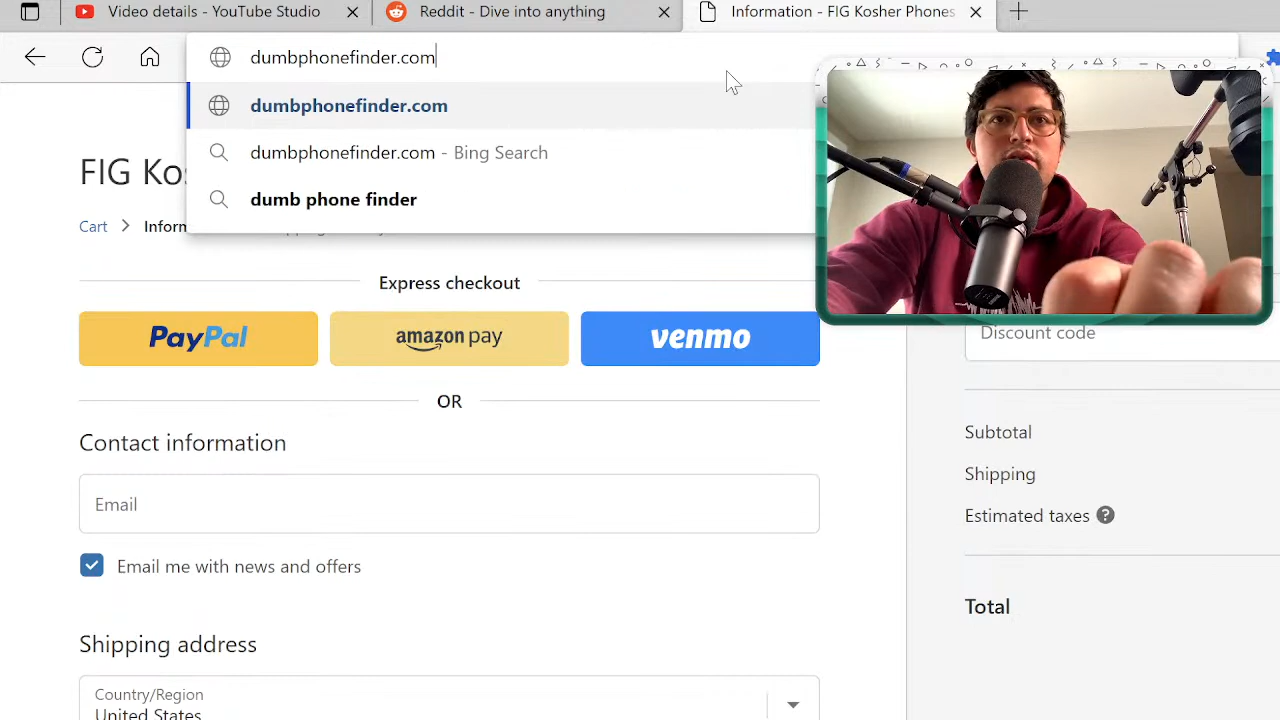 Video details - YouTube Studio
Reddit - Dive into anything
Information - FIG Kosher Phones
dumbphonefinder.com
dumbphonefinder.com
dumbphonefinder.com - Bing Search
dumb phone finder
FIG Kos
Cart
Inforr
Express checkout
PayPal
amazon pay
venmo
OR
Contact information
Email
Email me with news and offers
Shipping address
Country/Region
United States
Discount code
Subtotal
Shipping
Estimated taxes ?
Total